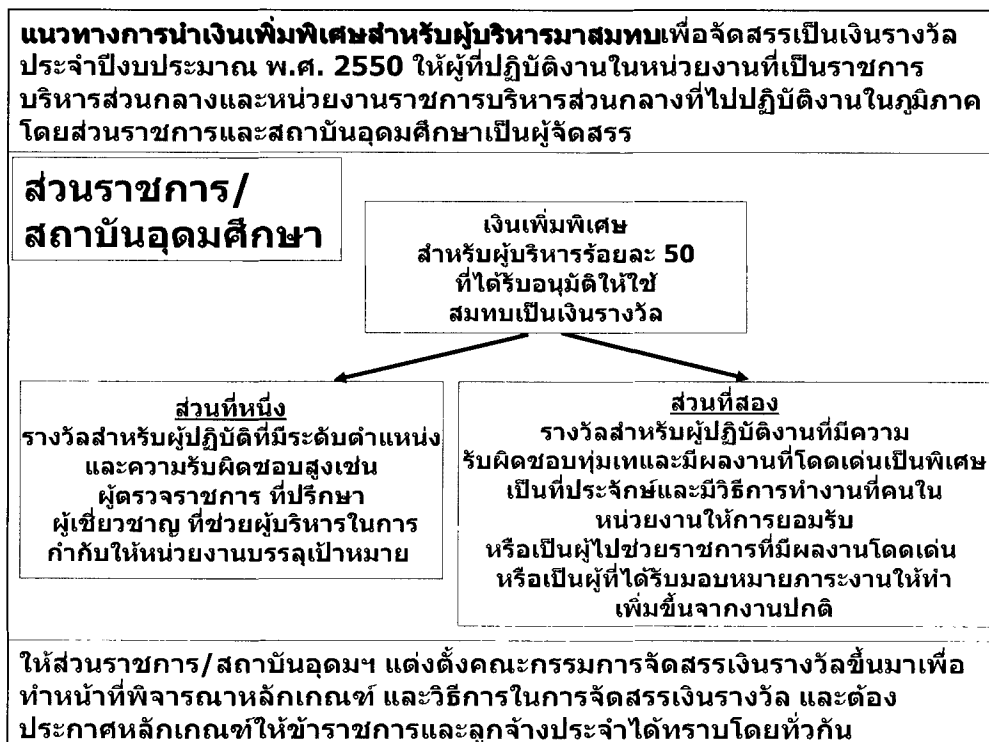 แนวทางการนำเงินเพิ่มพิเศษสำหรับผู้บริหารมาสมทบเพื่อจัดสรรเป็นเงินรางวัล
ประจำปีงบประมาณ พ.ศ. 2550 ให้ผู้ที่ปฏิบัติงานในหน่วยงานที่เป็นราชการ
บริหารส่วนกลางและหน่วยงานราชการบริหารส่วนกลางที่ไปปฏิบัติงานในภูมิภาค
โดยส่วนราชการและสถาบันอุดมศึกษาเป็นผู้จัดสรร
ส่วนราชการ/
สถาบันอุดมศึกษา
เงินเพิ่มพิเศษ
สำหรับผู้บริหารร้อยละ 50
ที่ได้รับอนุมัติให้ใช้
สมทบเป็นเงินรางวัล
ส่วนที่หนึ่ง
รางวัลสำหรับผู้ปฏิบัติที่มีระดับตำแหน่ง
และความรับผิดชอบสูงเช่น
ผู้ตรวจราชการ ที่ปรึกษา
ผู้เชี่ยวชาญ ที่ช่วยผู้บริหารในการ
กำกับให้หน่วยงานบรรลุเป้าหมาย
ส่วนที่สอง
รางวัลสำหรับผู้ปฏิบัติงานที่มีความ
รับผิดชอบทุ่มเทและมีผลงานที่โดดเด่นเป็นพิเศษ
เป็นที่ประจักษ์และมีวิธีการทำงานที่คนใน
หน่วยงานให้การยอมรับ
หรือเป็นผู้ไปช่วยราชการที่มีผลงานโดดเด่น
หรือเป็นผู้ที่ได้รับมอบหมายภาระงานให้ทำ
เพิ่มขึ้นจากงานปกติ
ให้ส่วนราชการ/สถาบันอุดมฯ แต่งตั้งคณะกรรมการจัดสรรเงินรางวัลขึ้นมาเพื่อ
ทำหน้าที่พิจารณาหลักเกณฑ์ และวิธีการในการจัดสรรเงินรางวัล และต้อง
ประกาศหลักเกณฑ์ให้ข้าราชการและลูกจ้างประจำได้ทราบโดยทั่วกัน